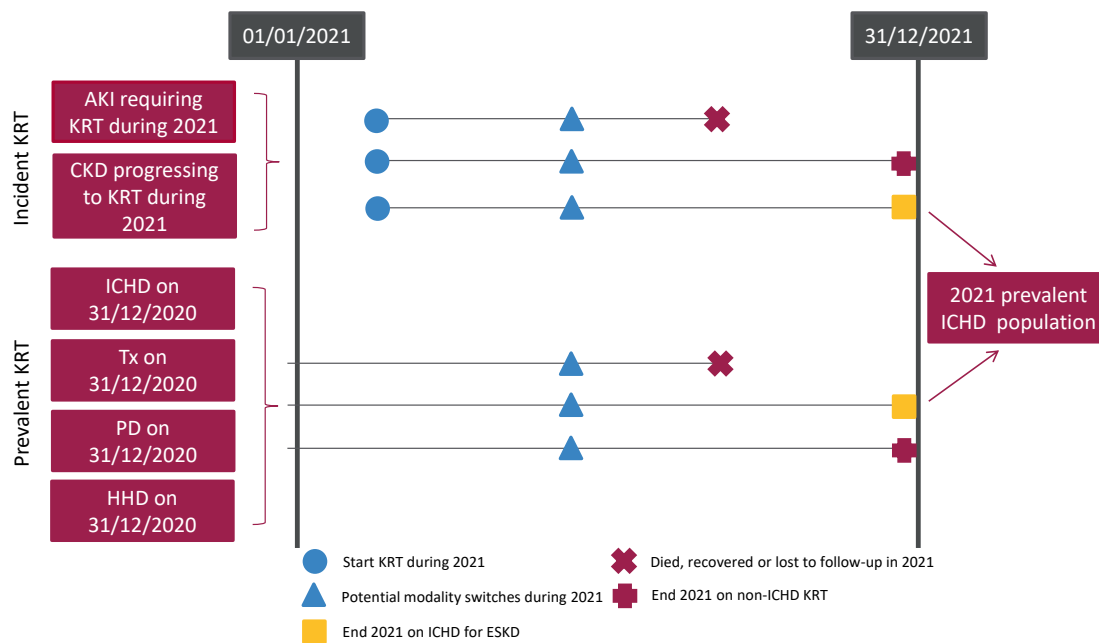 01/01/2021
31/12/2021
Incident KRT
AKI requiring
KRT during 2021
CKD progressing
to KRT during
2021
Prevalent KRT
ICHD on
31/12/2020
Tx on
31/12/2020
PD on
31/12/2020
HHD on
31/12/2020
2021 prevalent
ICHD population
Start KRT during 2021
Died, recovered or lost to follow-up in 2021
Potential modality switches during 2021
End 2021 on non-ICHD KRT
End 2021 on ICHD for ESKD